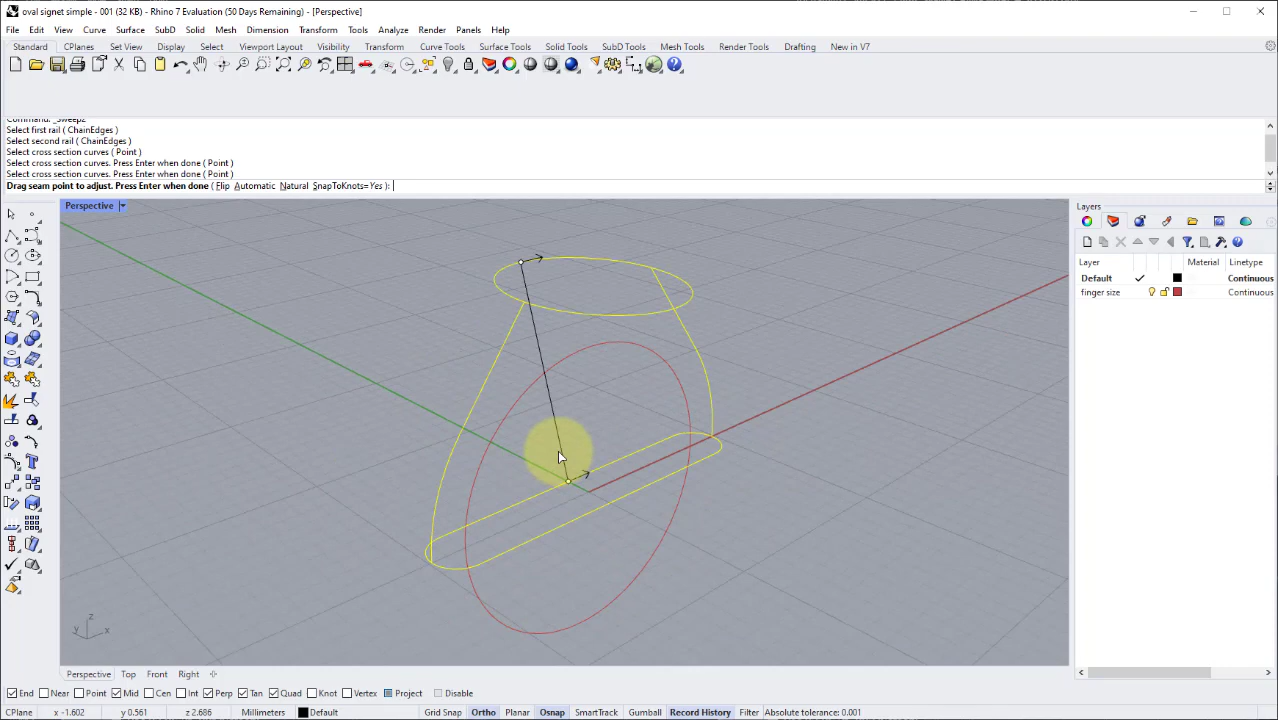 oval signet simple - 001 (32 KB) - Rhino 7 Evaluation (50 Days Remaining) - [Perspective]
File Edit View Curve Surface SubD Solid Mesh Dimension Transform Tools Analyze Render Panels Help
Standard CPlanes Set View Display Select Viewport Layout Visibility Transform Curve Tools Surface Tools Solid Tools SubD Tools Mesh Tools Render Tools Drafting New in V7
Command: _Sweep2
Select first rail ( ChainEdges )
Select second rail ( ChainEdges )
Select cross section curves ( Point )
Select cross section curves. Press Enter when done ( Point )
Select cross section curves. Press Enter when done ( Point )
Drag seam point to adjust. Press Enter when done ( Flip Automatic Natural SnapToKnots=Yes ):
Perspective
Layers
Layer Material Linetype
Default Continuous
finger size Continuous
z
y x
Perspective Top Front Right
End Near Point Mid Cen Int Perp Tan Quad Knot Vertex Project Disable
CPlane x -1.602 y 0.561 z 2.686 Millimeters Default Grid Snap Ortho Planar Osnap SmartTrack Gumball Record History Filter Absolute tolerance: 0.001